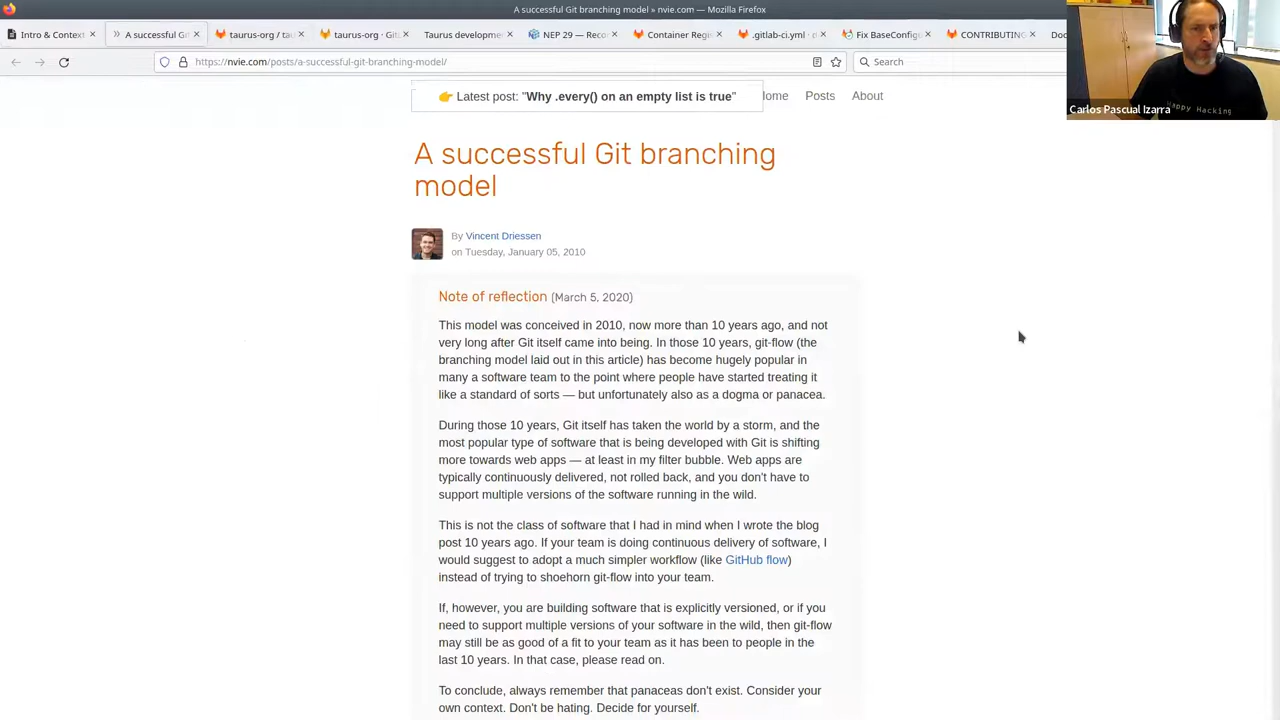 A successful Git branching model » nvie.com — Mozilla Firefox
Intro & Context
A successful Git
taurus-org / tau
taurus-org · Git
Taurus developme
NEP 29 — Reco
Container Regis
.gitlab-ci.yml · d
Fix BaseConfigu
CONTRIBUTING
Doc
https://nvie.com/posts/a-successful-git-branching-model/
Search
👉 Latest post: "Why .every() on an empty list is true"
ome
Posts
About
Carlos Pascual Izarra
Happy Hacking
A successful Git branching
model
By Vincent Driessen
on Tuesday, January 05, 2010
Note of reflection (March 5, 2020)
This model was conceived in 2010, now more than 10 years ago, and not
very long after Git itself came into being. In those 10 years, git-flow (the
branching model laid out in this article) has become hugely popular in
many a software team to the point where people have started treating it
like a standard of sorts — but unfortunately also as a dogma or panacea.
During those 10 years, Git itself has taken the world by a storm, and the
most popular type of software that is being developed with Git is shifting
more towards web apps — at least in my filter bubble. Web apps are
typically continuously delivered, not rolled back, and you don't have to
support multiple versions of the software running in the wild.
This is not the class of software that I had in mind when I wrote the blog
post 10 years ago. If your team is doing continuous delivery of software, I
would suggest to adopt a much simpler workflow (like GitHub flow)
instead of trying to shoehorn git-flow into your team.
If, however, you are building software that is explicitly versioned, or if you
need to support multiple versions of your software in the wild, then git-flow
may still be as good of a fit to your team as it has been to people in the
last 10 years. In that case, please read on.
To conclude, always remember that panaceas don't exist. Consider your
own context. Don't be hating. Decide for yourself.